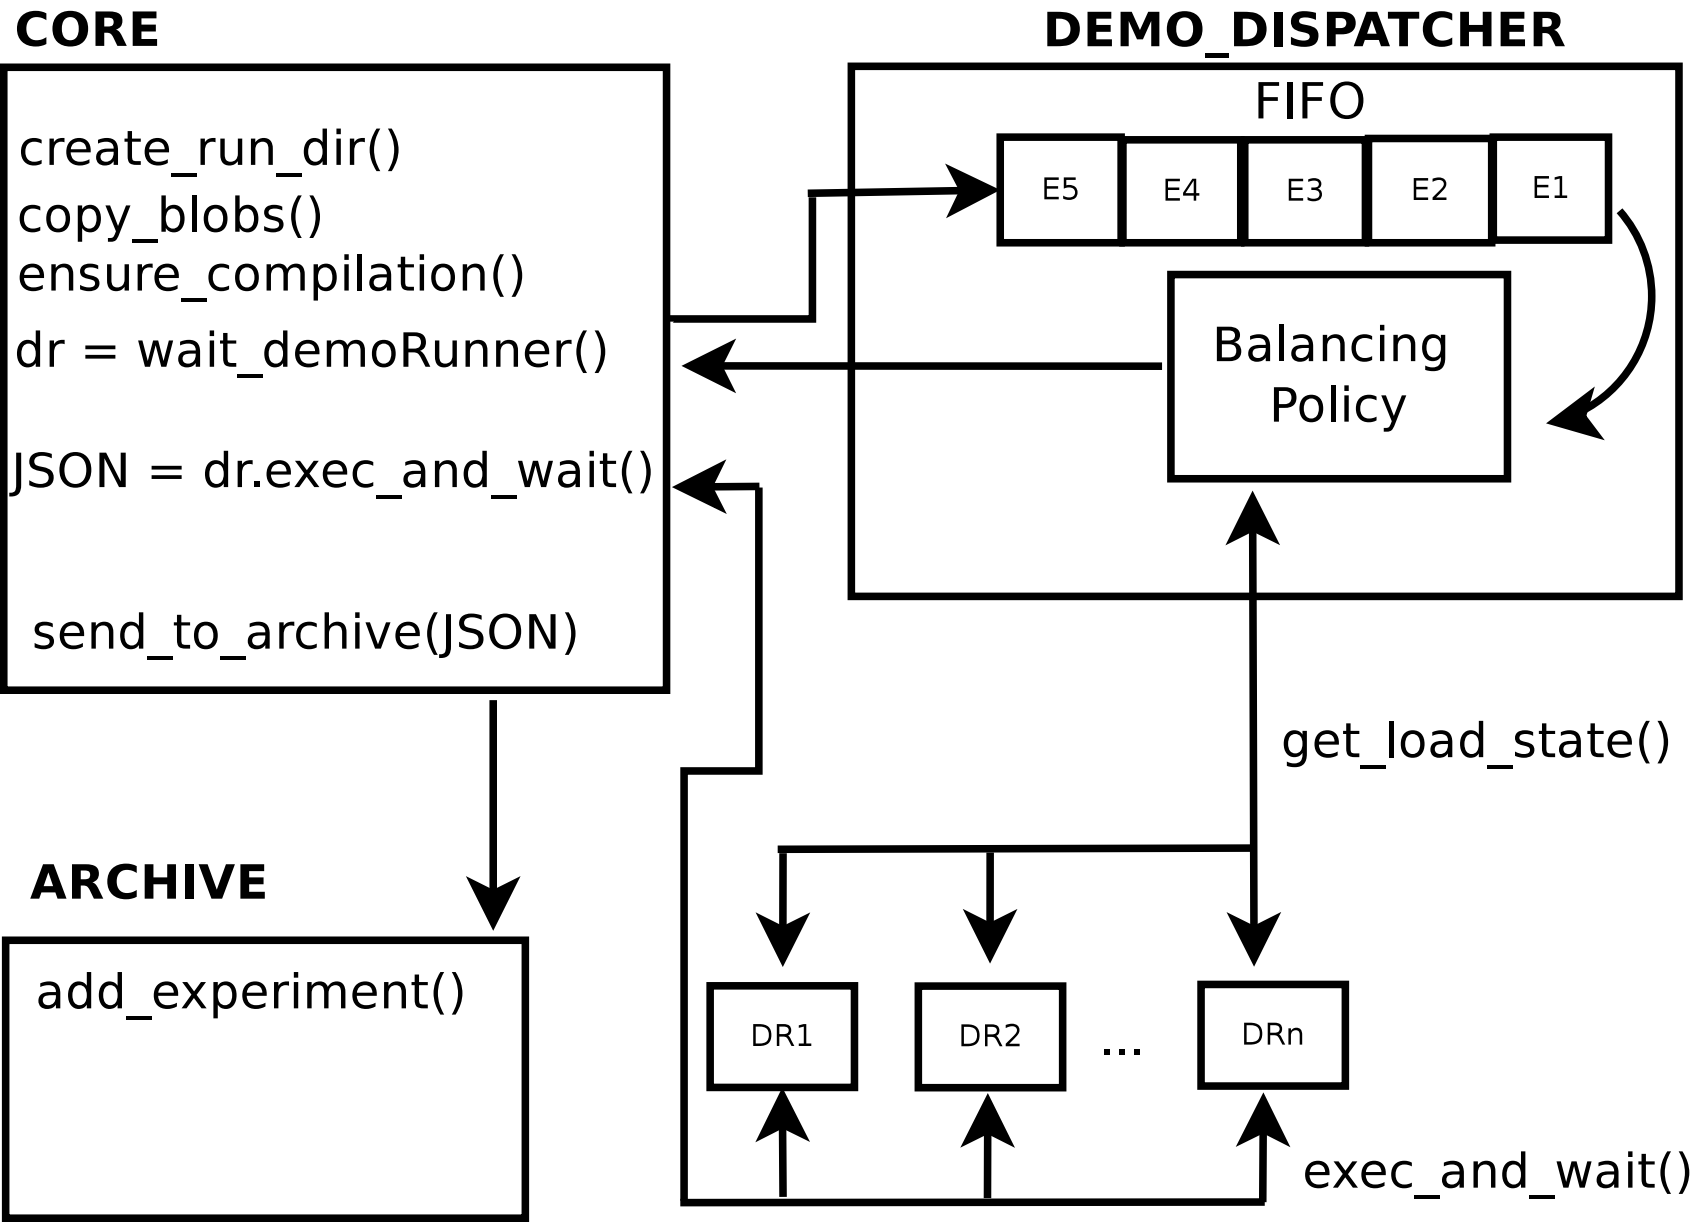 CORE
create_run_dir()
copy_blobs()
ensure_compilation()
dr = wait_demoRunner()
JSON = dr.exec_and_wait()
send_to_archive(JSON)
DEMO_DISPATCHER
FIFO
E5 E4 E3 E2 E1
Balancing
Policy
get_load_state()
ARCHIVE
add_experiment()
DR1 DR2 ... DRn
exec_and_wait()